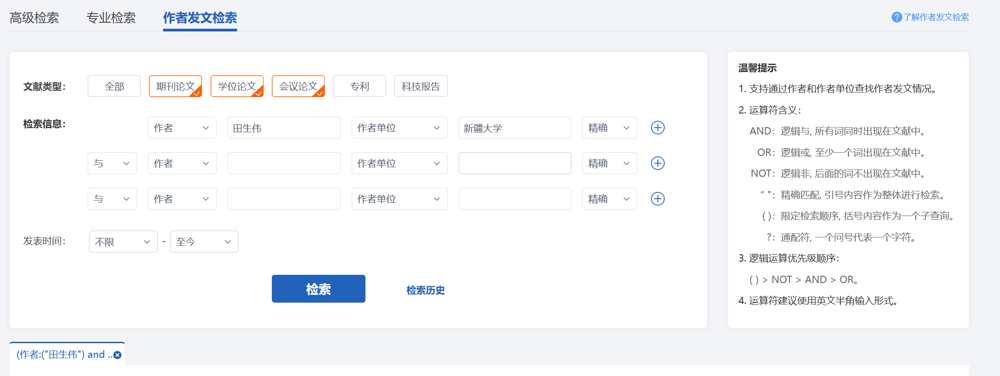 高级检索 专业检索 作者发文检索 ?了解作者发文检索
文献类型： 全部 期刊论文 学位论文 会议论文 专利 科技报告
检索信息： 作者 田生伟 作者单位 新疆大学 精确
与 作者 作者单位 精确
与 作者 作者单位 精确
发表时间： 不限 - 至今
检索 检索历史
温馨提示
1. 支持通过作者和作者单位查找作者发文情况。
2. 运算符含义：
AND： 逻辑与, 所有词同时出现在文献中。
OR： 逻辑或, 至少一个词出现在文献中。
NOT： 逻辑非, 后面的词不出现在文献中。
“ "： 精确匹配, 引号内容作为整体进行检索。
( )： 限定检索顺序, 括号内容作为一个子查询。
?： 通配符, 一个问号代表一个字符。
3. 逻辑运算优先级顺序：
( ) > NOT > AND > OR。
4. 运算符建议使用英文半角输入形式。
(作者:("田生伟") and ..